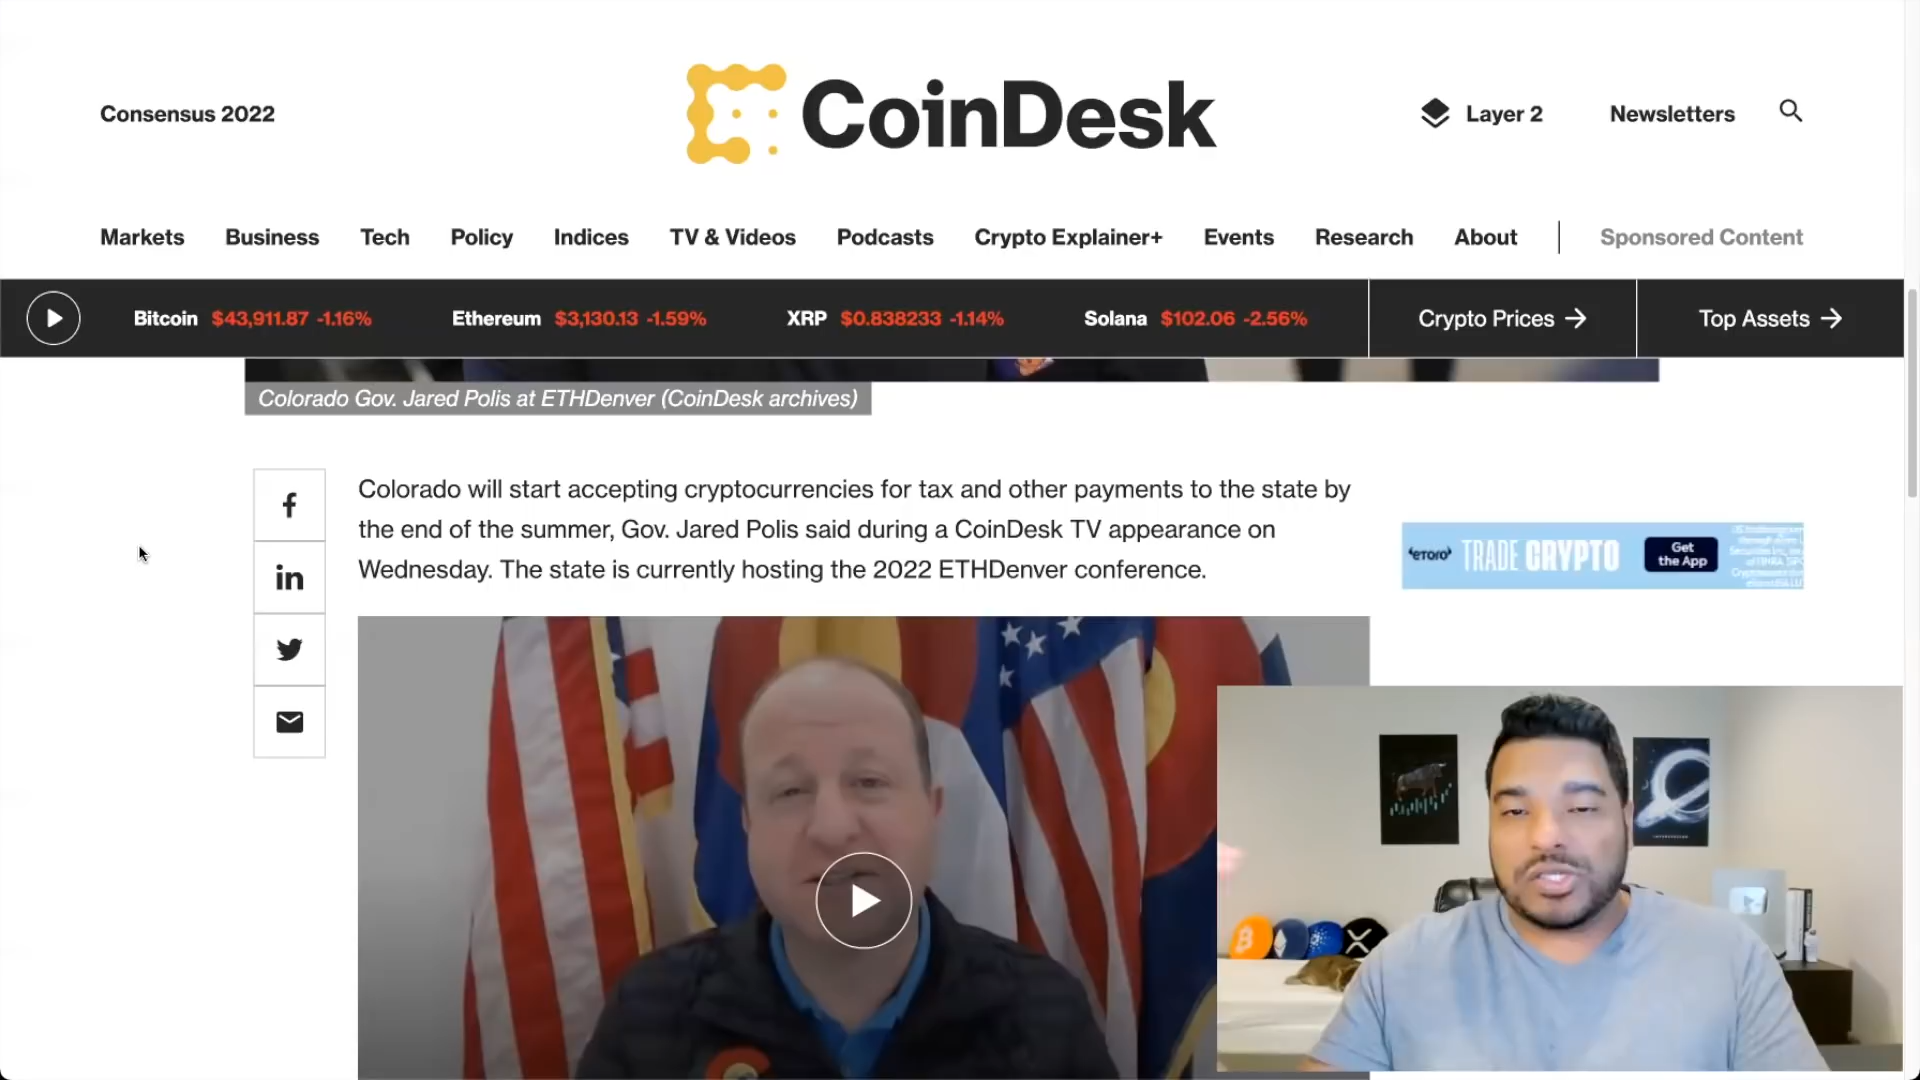 Consensus 2022
CoinDesk
Layer 2
Newsletters
Markets Business Tech Policy Indices TV & Videos Podcasts Crypto Explainer+ Events Research About Sponsored Content
Bitcoin $43,911.87 -1.16% Ethereum $3,130.13 -1.59% XRP $0.838233 -1.14% Solana $102.06 -2.56% Crypto Prices → Top Assets →
Colorado Gov. Jared Polis at ETHDenver (CoinDesk archives)
Colorado will start accepting cryptocurrencies for tax and other payments to the state by
the end of the summer, Gov. Jared Polis said during a CoinDesk TV appearance on
Wednesday. The state is currently hosting the 2022 ETHDenver conference.
eToro TRADE CRYPTO
Get
the App